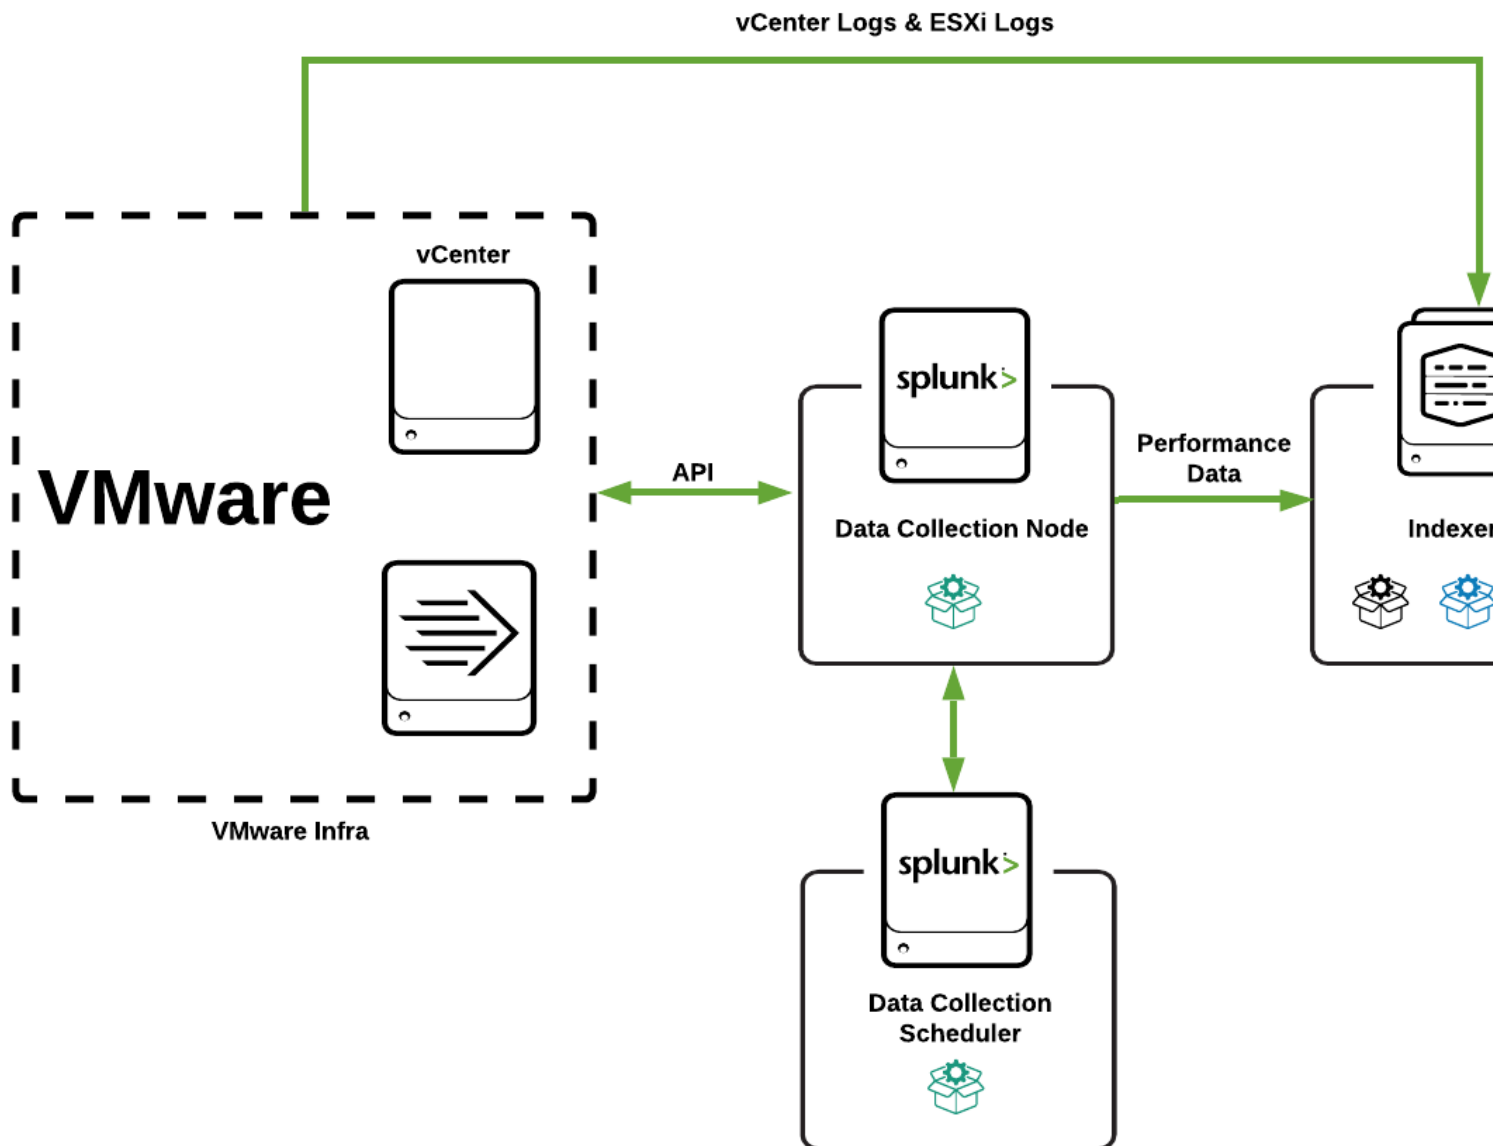 vCenter Logs & ESXi Logs
vCenter
VMware
VMware Infra
API
splunk>
Data Collection Node
Performance
Data
Indexer
splunk>
Data Collection
Scheduler